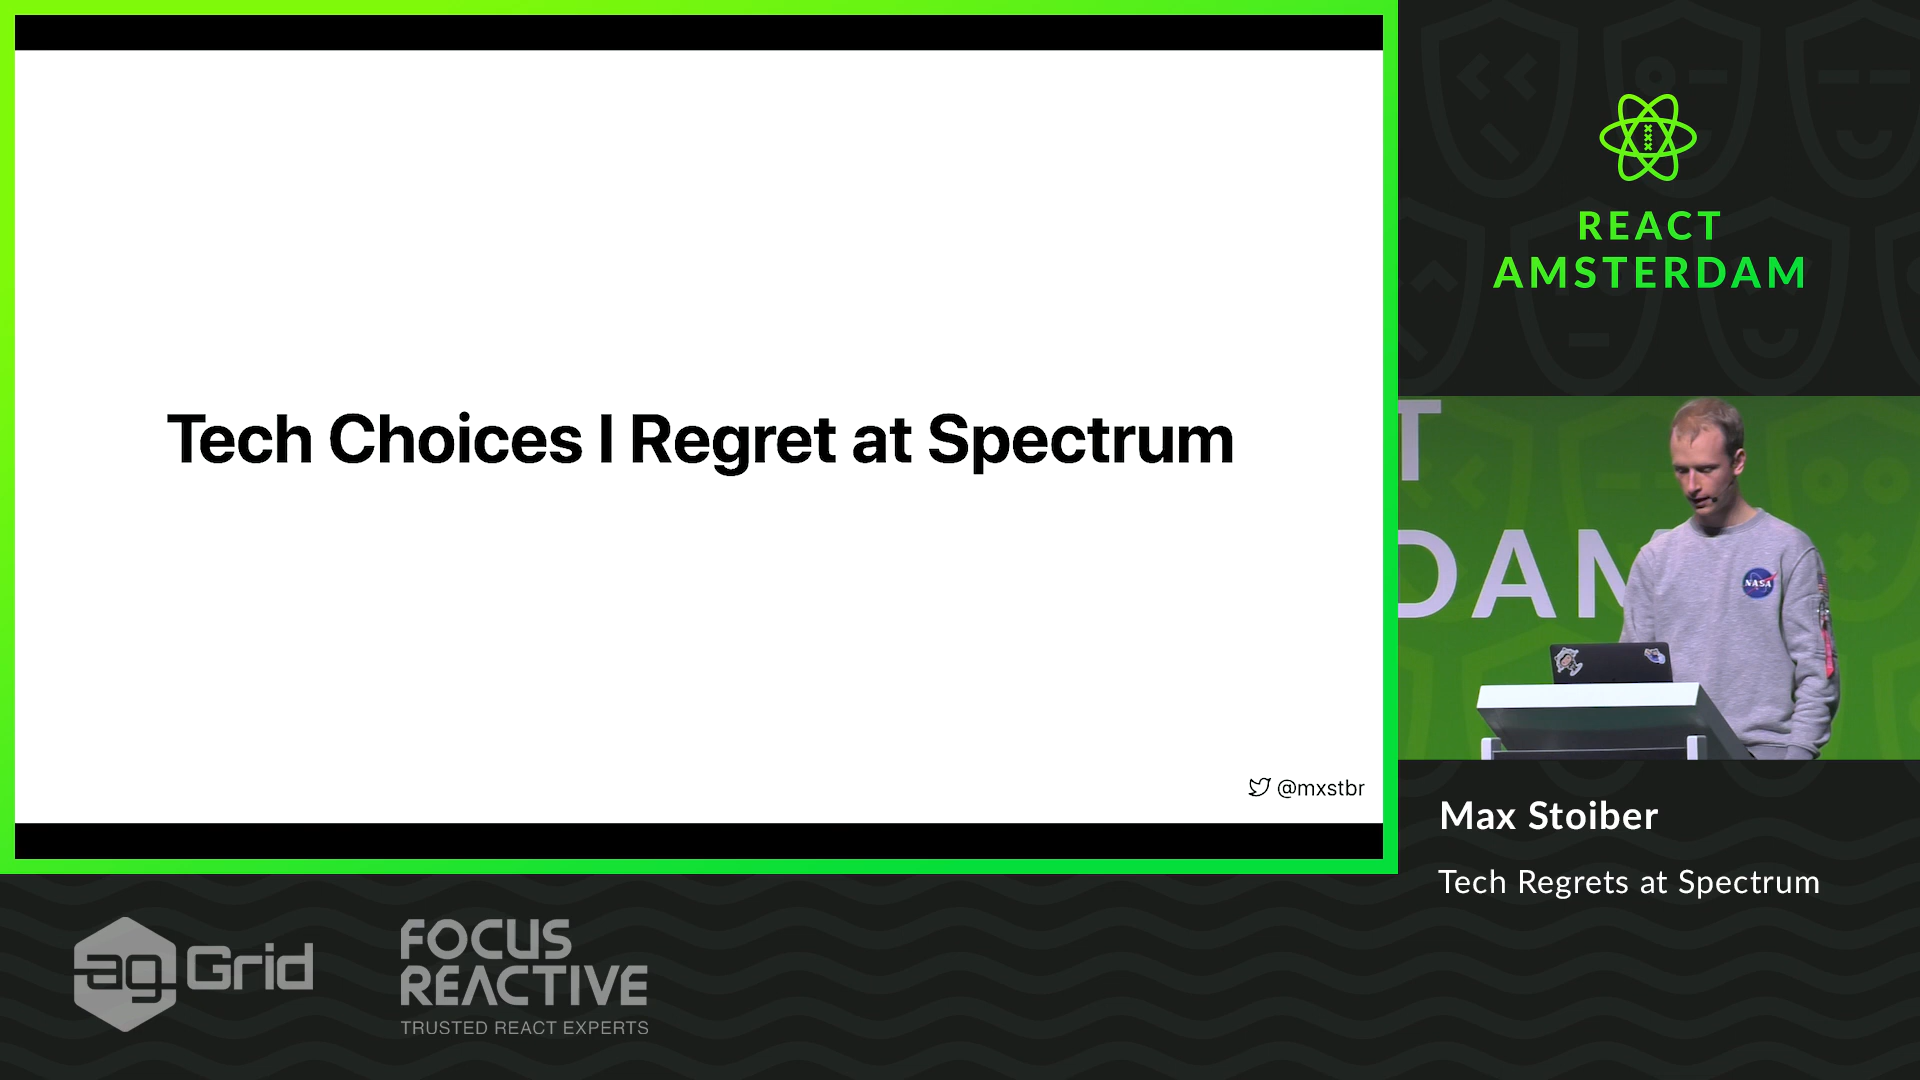 Tech Choices I Regret at Spectrum
@mxstbr
REACT
AMSTERDAM
T
DAM
NASA
Max Stoiber
Tech Regrets at Spectrum
ag Grid
FOCUS
REACTIVE
TRUSTED REACT EXPERTS